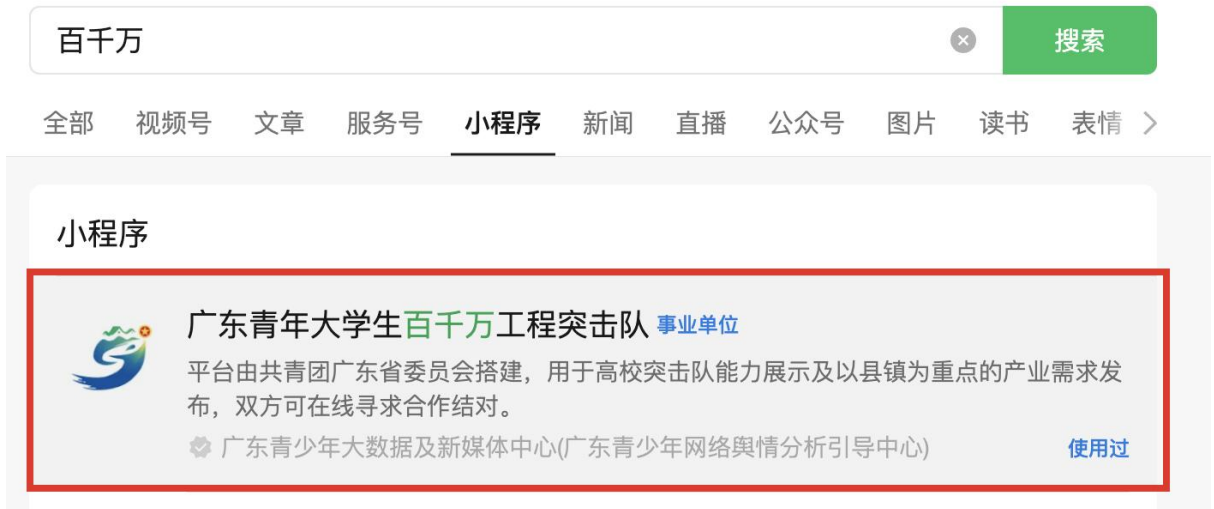 百千万
搜索
全部 视频号 文章 服务号 小程序 新闻 直播 公众号 图片 读书 表情
小程序
广东青年大学生百千万工程突击队 事业单位
平台由共青团广东省委员会搭建，用于高校突击队能力展示及以县镇为重点的产业需求发
布，双方可在线寻求合作结对。
广东青少年大数据及新媒体中心(广东青少年网络舆情分析引导中心)
使用过